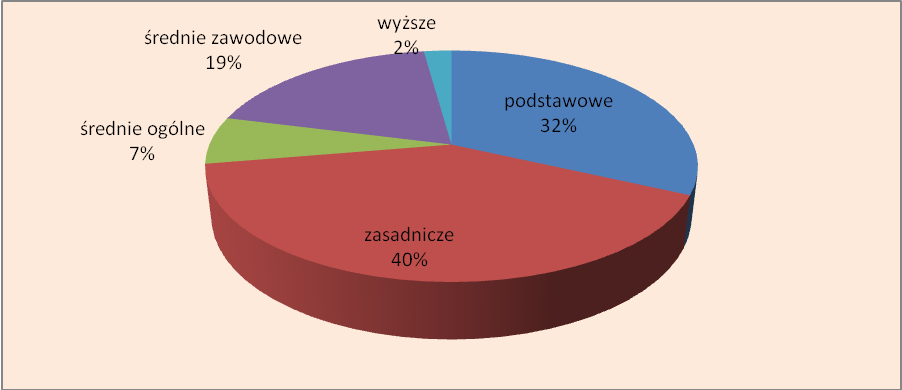 wyższe
2%
średnie zawodowe
19%
podstawowe
32%
średnie ogólne
7%
zasadnicze
40%